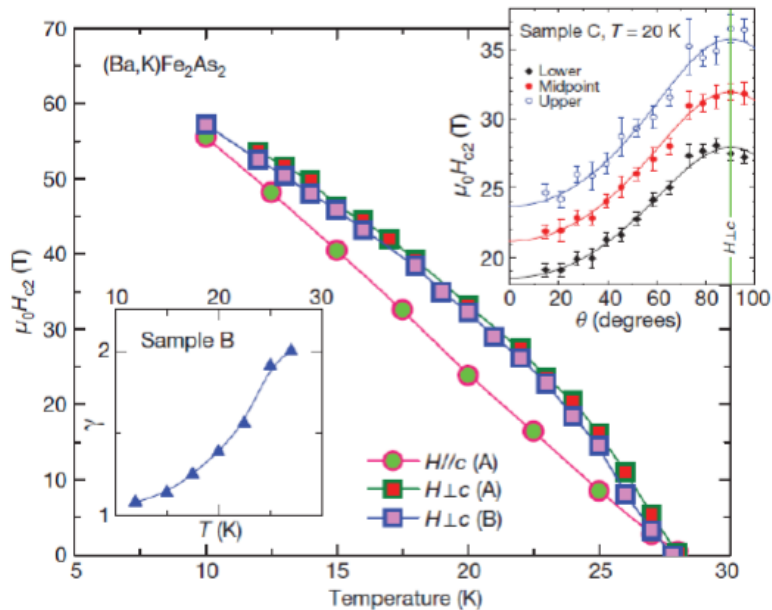 70
60
50
40
30
20
10
0
μ₀H_c2 (T)
5
10
15
20
25
30
Temperature (K)
(Ba,K)Fe₂As₂
H//c (A)
H⊥c (A)
H⊥c (B)
10
20
30
Sample B
2
1
γ
T (K)
Sample C, T = 20 K
Lower
Midpoint
Upper
35
30
25
20
μ₀H_c2 (T)
H⊥c
0
20
40
60
80
100
θ (degrees)